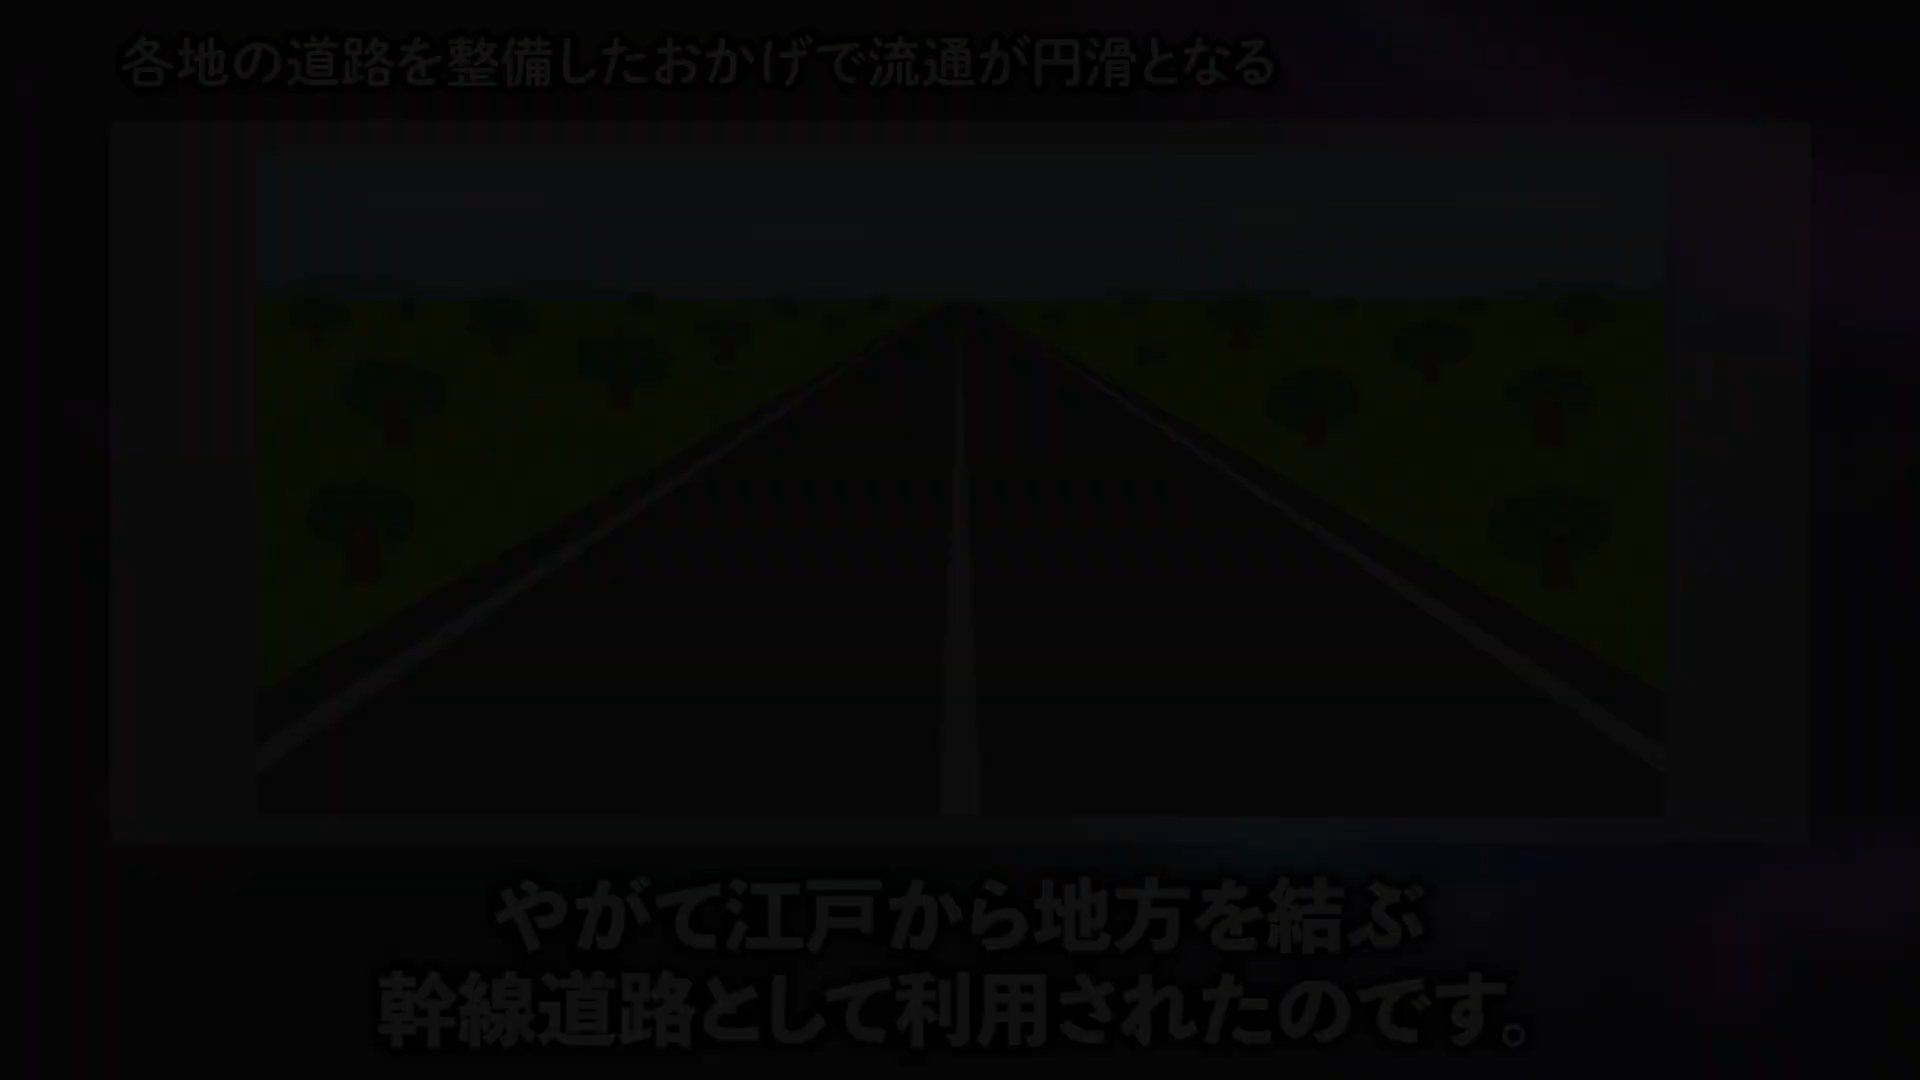 各地の道路を整備したおかげで流通が円滑となる
やがて江戸から地方を結ぶ
幹線道路として利用されたのです。